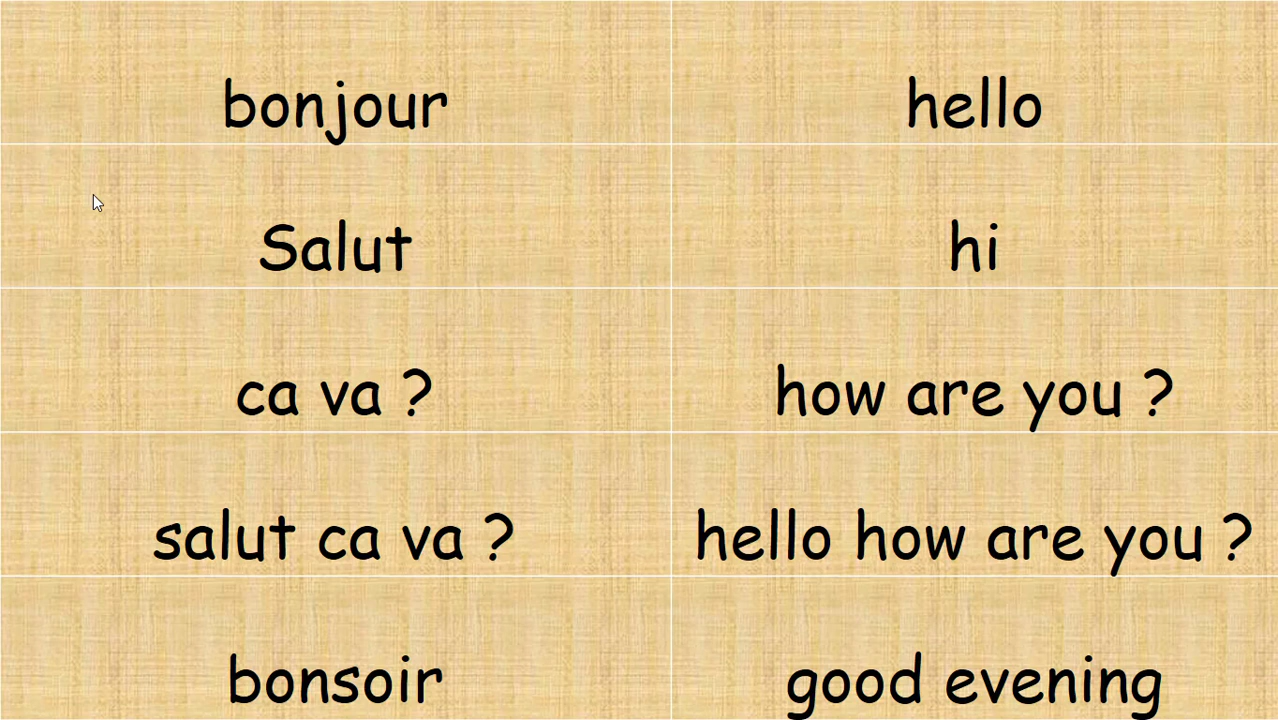 bonjour hello
Salut hi
ca va ? how are you ?
salut ca va ? hello how are you ?
bonsoir good evening